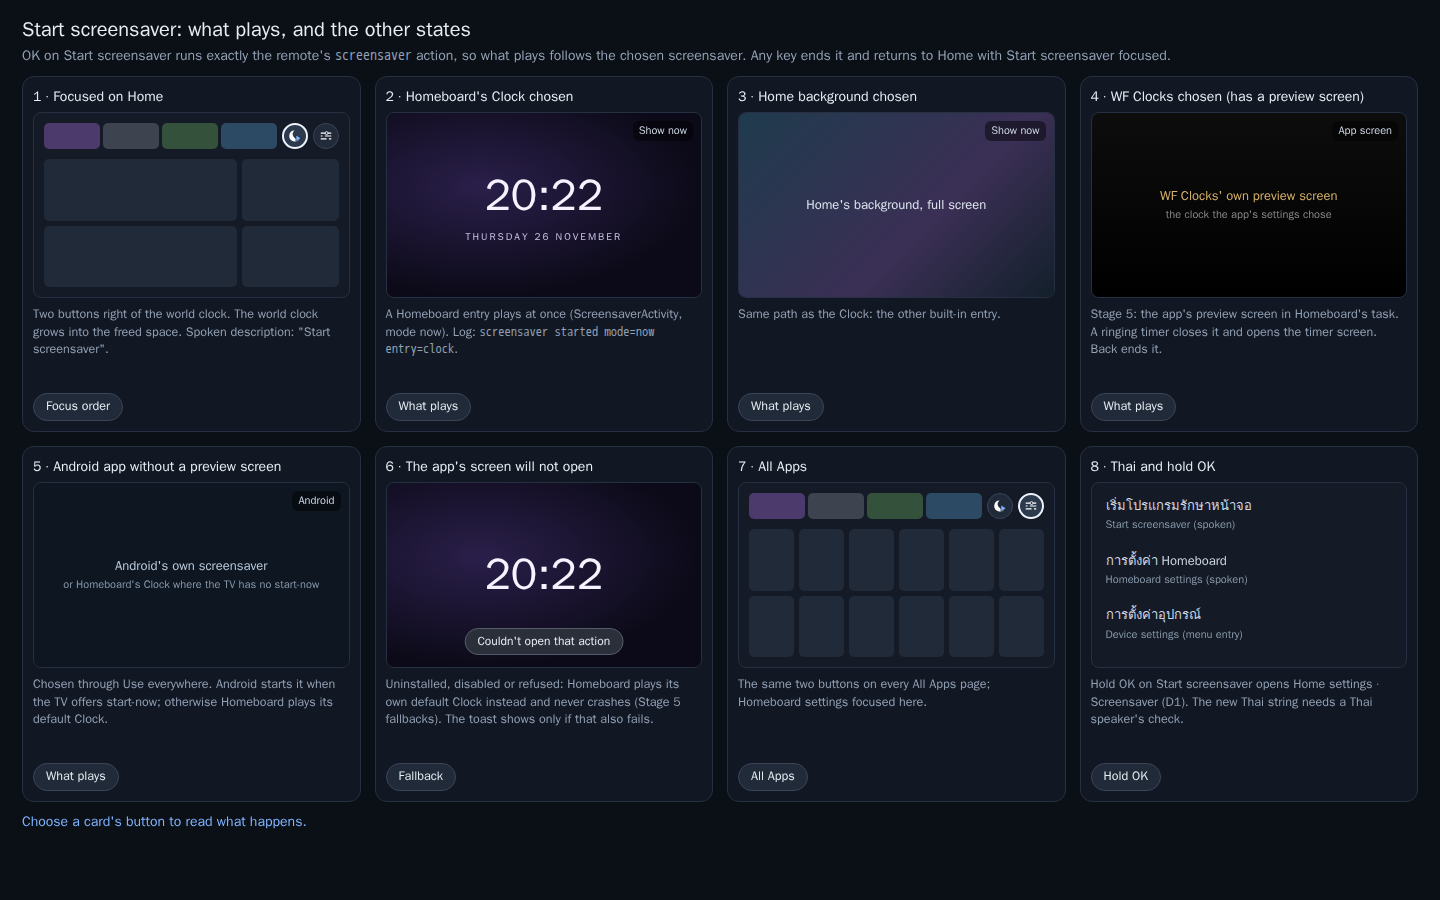 Start screensaver: what plays, and the other states
OK on Start screensaver runs exactly the remote's screensaver action, so what plays follows the chosen screensaver. Any key ends it and returns to Home with Start screensaver focused.
1 · Focused on Home
Two buttons right of the world clock. The world clock
grows into the freed space. Spoken description: "Start
screensaver".
Focus order
2 · Homeboard's Clock chosen
Show now
20:22
THURSDAY 26 NOVEMBER
A Homeboard entry plays at once (ScreensaverActivity,
mode now). Log: screensaver started mode=now
entry=clock.
What plays
3 · Home background chosen
Show now
Home's background, full screen
Same path as the Clock: the other built-in entry.
What plays
4 · WF Clocks chosen (has a preview screen)
App screen
WF Clocks' own preview screen
the clock the app's settings chose
Stage 5: the app's preview screen in Homeboard's task.
A ringing timer closes it and opens the timer screen.
Back ends it.
What plays
5 · Android app without a preview screen
Android
Android's own screensaver
or Homeboard's Clock where the TV has no start-now
Chosen through Use everywhere. Android starts it when
the TV offers start-now; otherwise Homeboard plays its
default Clock.
What plays
6 · The app's screen will not open
20:22
Couldn't open that action
Uninstalled, disabled or refused: Homeboard plays its
own default Clock instead and never crashes (Stage 5
fallbacks). The toast shows only if that also fails.
Fallback
7 · All Apps
The same two buttons on every All Apps page;
Homeboard settings focused here.
All Apps
8 · Thai and hold OK
เริ่มโปรแกรมรักษาหน้าจอ
Start screensaver (spoken)
การตั้งค่า Homeboard
Homeboard settings (spoken)
การตั้งค่าอุปกรณ์
Device settings (menu entry)
Hold OK on Start screensaver opens Home settings ·
Screensaver (D1). The new Thai string needs a Thai
speaker's check.
Hold OK
Choose a card's button to read what happens.